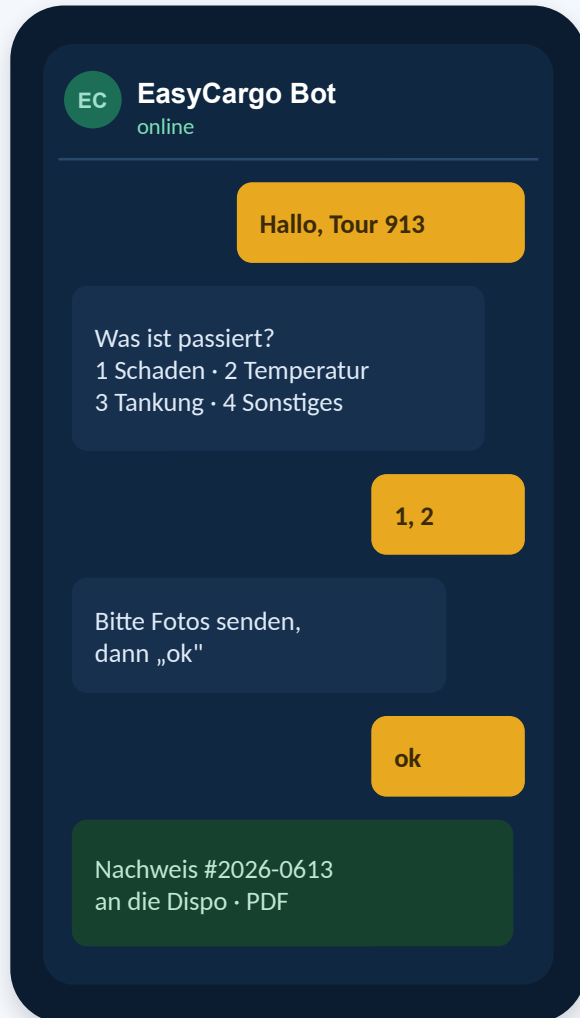 EC
EasyCargo Bot
online
Hallo, Tour 913
Was ist passiert?
1 Schaden · 2 Temperatur
3 Tankung · 4 Sonstiges
1, 2
Bitte Fotos senden,
dann „ok"
ok
Nachweis #2026-0613
an die Dispo · PDF